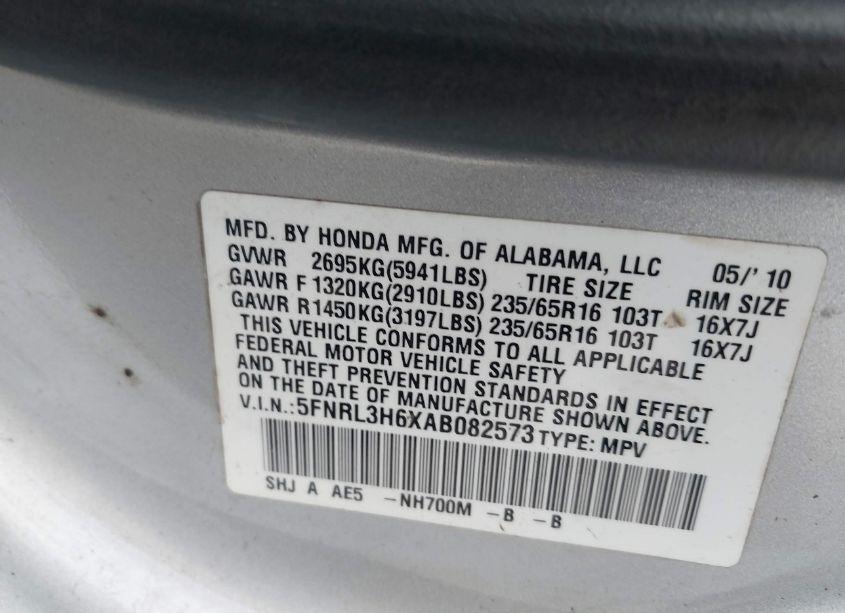 MFD. BY HONDA MFG. OF ALABAMA, LLC 05/'10
GVWR 2695KG(5941LBS) TIRE SIZE RIM SIZE
GAWR F 1320KG(2910LBS) 235/65R16 103T 16X7J
GAWR R1450KG(3197LBS) 235/65R16 103T 16X7J
THIS VEHICLE CONFORMS TO ALL APPLICABLE
FEDERAL MOTOR VEHICLE SAFETY
AND THEFT PREVENTION STANDARDS IN EFFECT
ON THE DATE OF MANUFACTURE SHOWN ABOVE.
V.I.N.:5FNRL3H6XAB082573 TYPE: MPV
SHJ A AE5 -NH700M -B -B